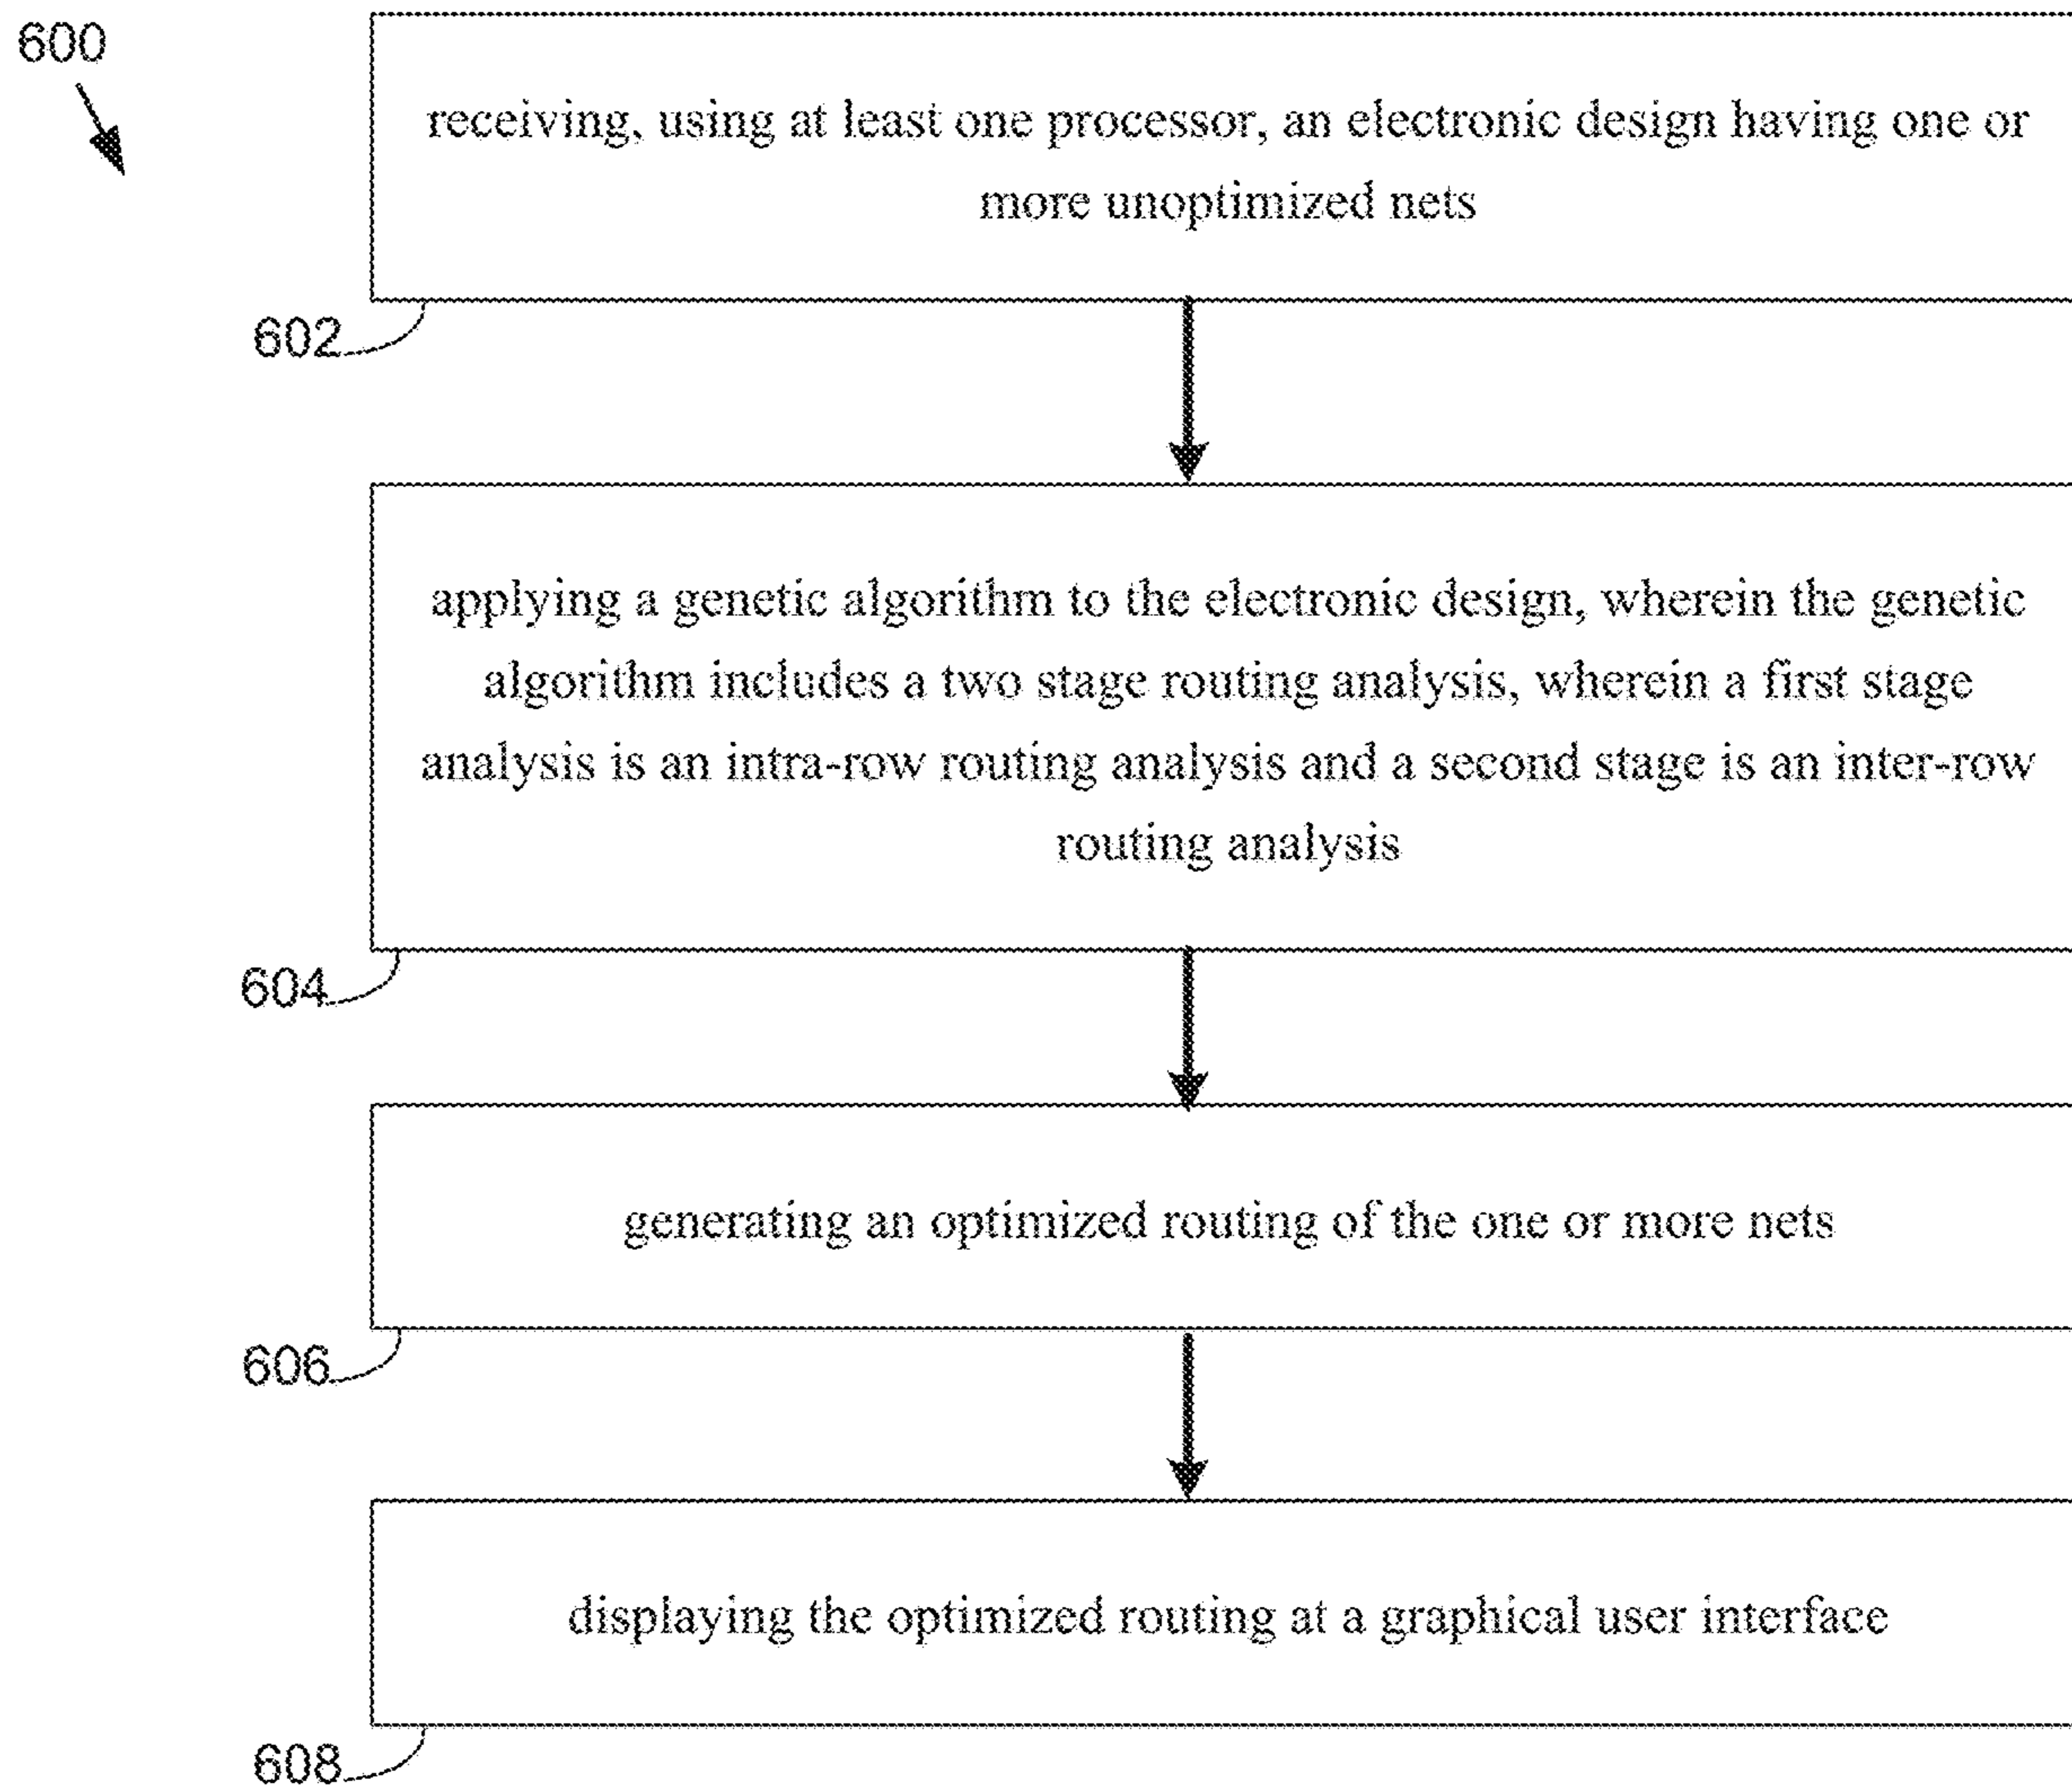 600
receiving, using at least one processor, an electronic design having one or
more unoptimized nets
602
applying a genetic algorithm to the electronic design, wherein the genetic
algorithm includes a two stage routing analysis, wherein a first stage
analysis is an intra-row routing analysis and a second stage is an inter-row
routing analysis
604
generating an optimized routing of the one or more nets
606
displaying the optimized routing at a graphical user interface
608